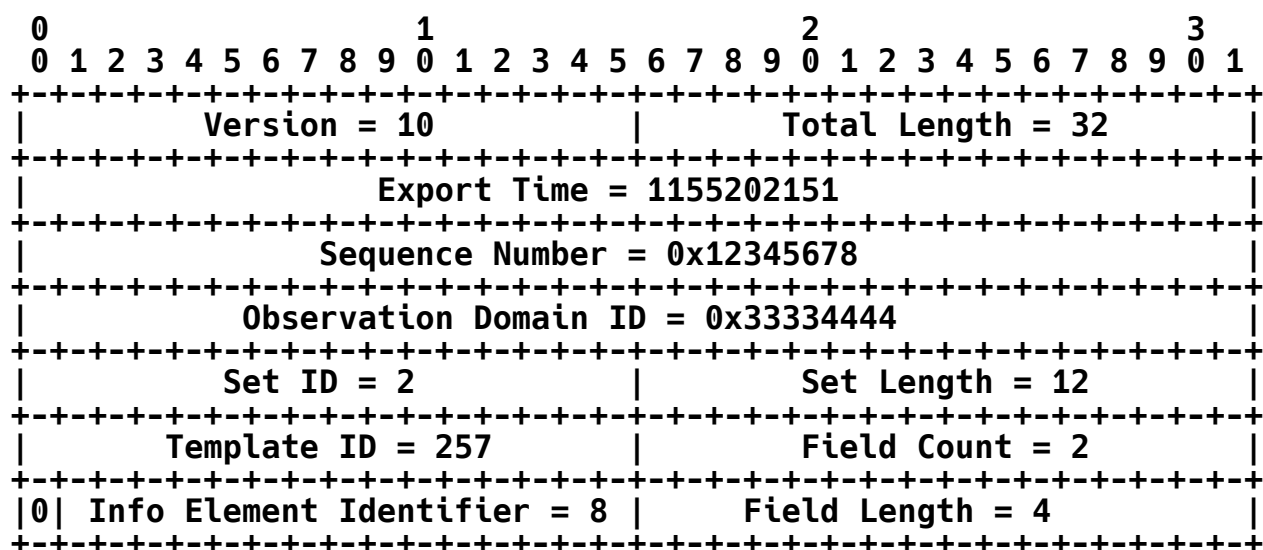 0                   1                   2                   3
 0 1 2 3 4 5 6 7 8 9 0 1 2 3 4 5 6 7 8 9 0 1 2 3 4 5 6 7 8 9 0 1
+-+-+-+-+-+-+-+-+-+-+-+-+-+-+-+-+-+-+-+-+-+-+-+-+-+-+-+-+-+-+-+-+
|         Version = 10          |       Total Length = 32       |
+-+-+-+-+-+-+-+-+-+-+-+-+-+-+-+-+-+-+-+-+-+-+-+-+-+-+-+-+-+-+-+-+
|                  Export Time = 1155202151                     |
+-+-+-+-+-+-+-+-+-+-+-+-+-+-+-+-+-+-+-+-+-+-+-+-+-+-+-+-+-+-+-+-+
|               Sequence Number = 0x12345678                    |
+-+-+-+-+-+-+-+-+-+-+-+-+-+-+-+-+-+-+-+-+-+-+-+-+-+-+-+-+-+-+-+-+
|           Observation Domain ID = 0x33334444                  |
+-+-+-+-+-+-+-+-+-+-+-+-+-+-+-+-+-+-+-+-+-+-+-+-+-+-+-+-+-+-+-+-+
|          Set ID = 2           |        Set Length = 12        |
+-+-+-+-+-+-+-+-+-+-+-+-+-+-+-+-+-+-+-+-+-+-+-+-+-+-+-+-+-+-+-+-+
|       Template ID = 257       |        Field Count = 2        |
+-+-+-+-+-+-+-+-+-+-+-+-+-+-+-+-+-+-+-+-+-+-+-+-+-+-+-+-+-+-+-+-+
|0| Info Element Identifier = 8 |     Field Length = 4          |
+-+-+-+-+-+-+-+-+-+-+-+-+-+-+-+-+-+-+-+-+-+-+-+-+-+-+-+-+-+-+-+-+